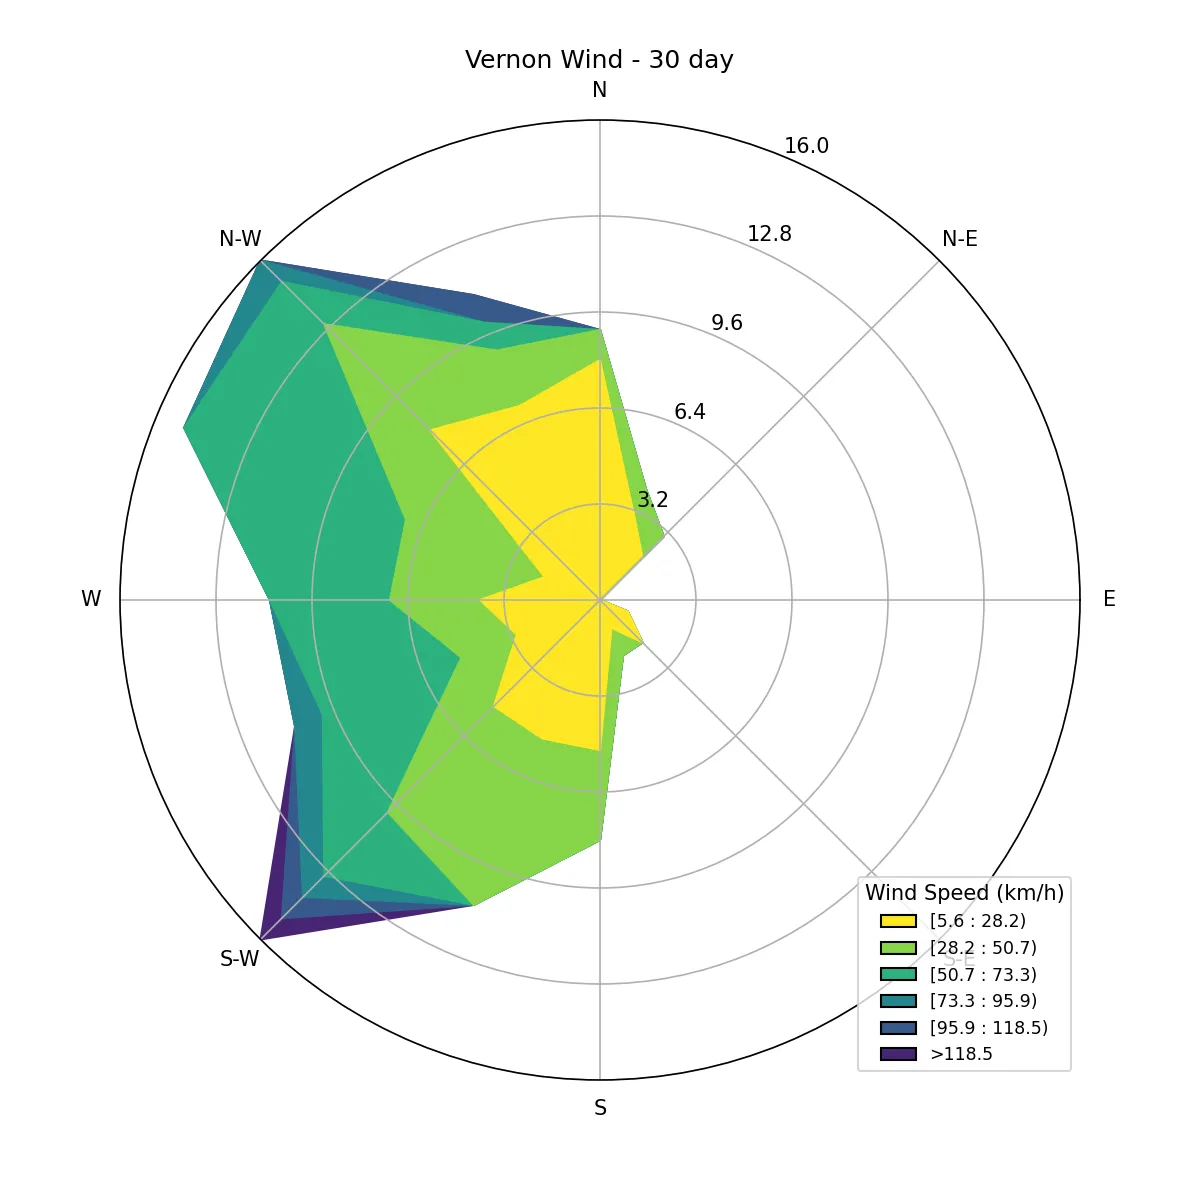 Vernon Wind - 30 day
N
16.0
12.8
N-W
N-E
9.6
6.4
3.2
W
E
Wind Speed (km/h)
[5.6 : 28.2)
[28.2 : 50.7)
S-W
S-E
[50.7 : 73.3)
[73.3 : 95.9)
[95.9 : 118.5)
>118.5
S